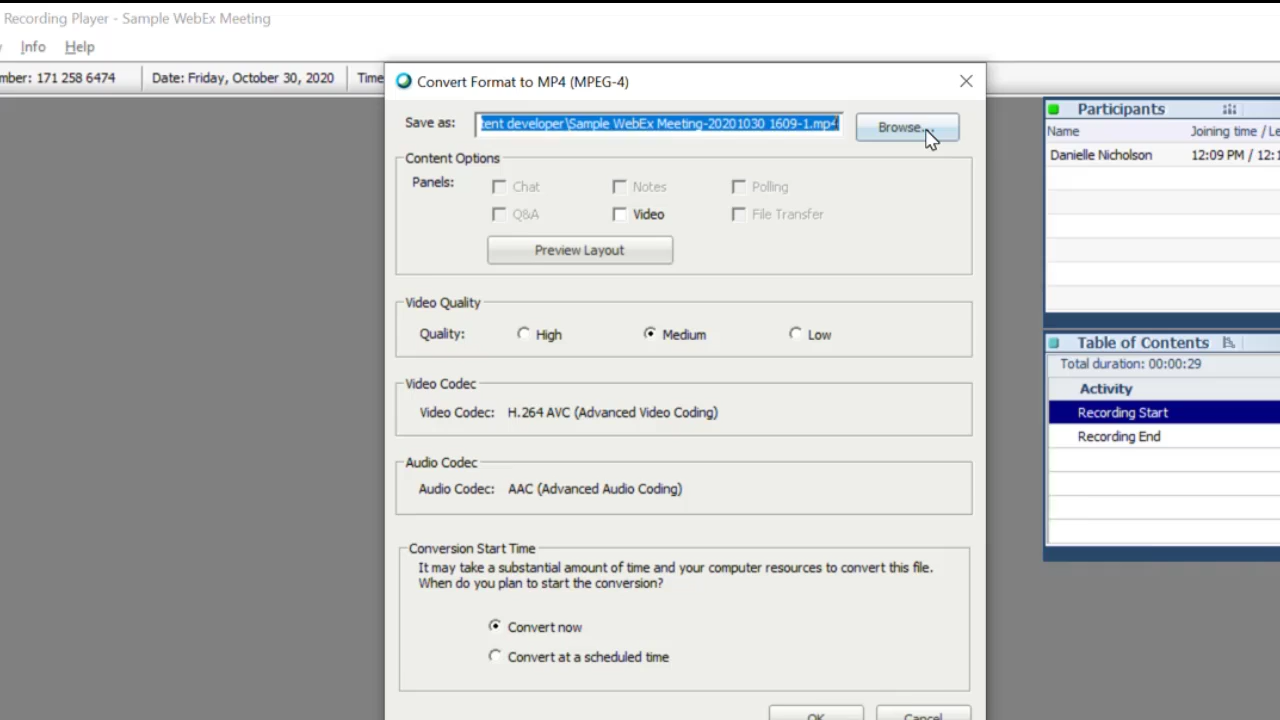 Recording Player - Sample WebEx Meeting
Info Help
mber: 171 258 6474 Date: Friday, October 30, 2020 Time
Convert Format to MP4 (MPEG-4)
Save as: tent developer\Sample WebEx Meeting-20201030 1609-1.mp4 Browse...
Content Options
Panels: Chat Notes Polling
Q&A Video File Transfer
Preview Layout
Video Quality
Quality: High Medium Low
Video Codec
Video Codec: H.264 AVC (Advanced Video Coding)
Audio Codec
Audio Codec: AAC (Advanced Audio Coding)
Conversion Start Time
It may take a substantial amount of time and your computer resources to convert this file.
When do you plan to start the conversion?
Convert now
Convert at a scheduled time
OK Cancel
Participants
Name Joining time / Le
Danielle Nicholson 12:09 PM / 12:1
Table of Contents
Total duration: 00:00:29
Activity
Recording Start
Recording End